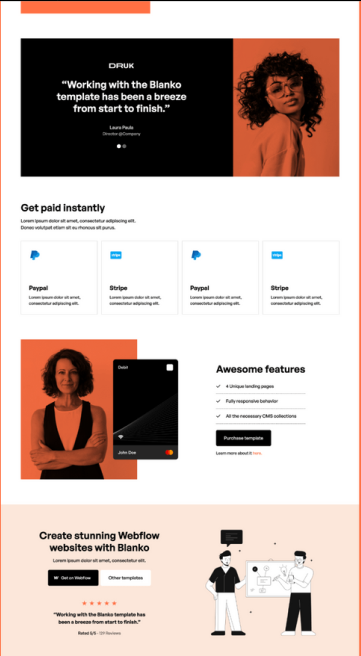 DRUK
“Working with the Blanko
template has been a breeze
from start to finish.”
Laura Paula
Director @Company
Get paid instantly
Lorem ipsum dolor sit amet, consectetur adipiscing elit.
Donec volutpat etiam sit eu rhoncus sit purus.
Paypal
Lorem ipsum dolor sit amet,
consectetur adipiscing elit.
stripe
Stripe
Lorem ipsum dolor sit amet,
consectetur adipiscing elit.
Paypal
Lorem ipsum dolor sit amet,
consectetur adipiscing elit.
stripe
Stripe
Lorem ipsum dolor sit amet,
consectetur adipiscing elit.
Debit
John Doe
Awesome features
4 Unique landing pages
Fully responsive behavior
All the necessary CMS collections
Purchase template
Learn more about it here.
Create stunning Webflow
websites with Blanko
Lorem ipsum dolor sit amet, consectetur elit.
Get on Webflow
Other templates
“Working with the Blanko template has
been a breeze from start to finish.”
Rated 5/5 - 129 Reviews